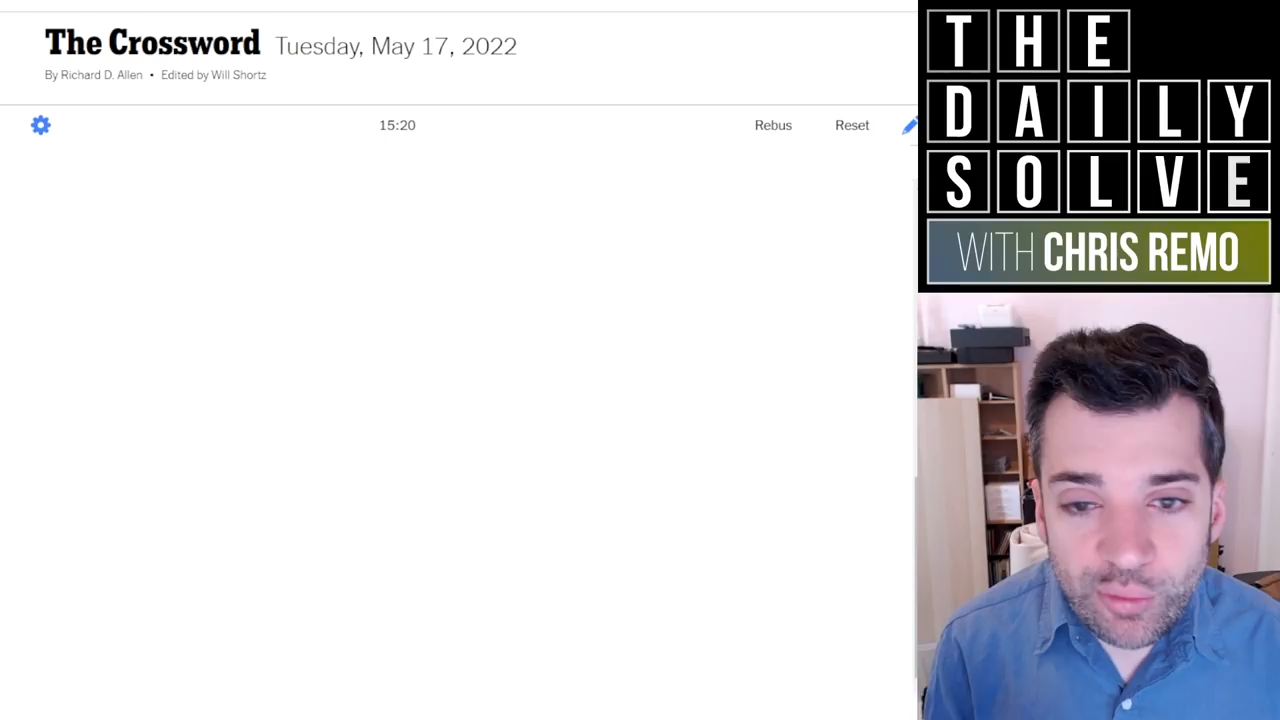 The Crossword Tuesday, May 17, 2022
By Richard D. Allen • Edited by Will Shortz
15:20 Rebus Reset
THE
DAILY
SOLVE
WITH CHRIS REMO